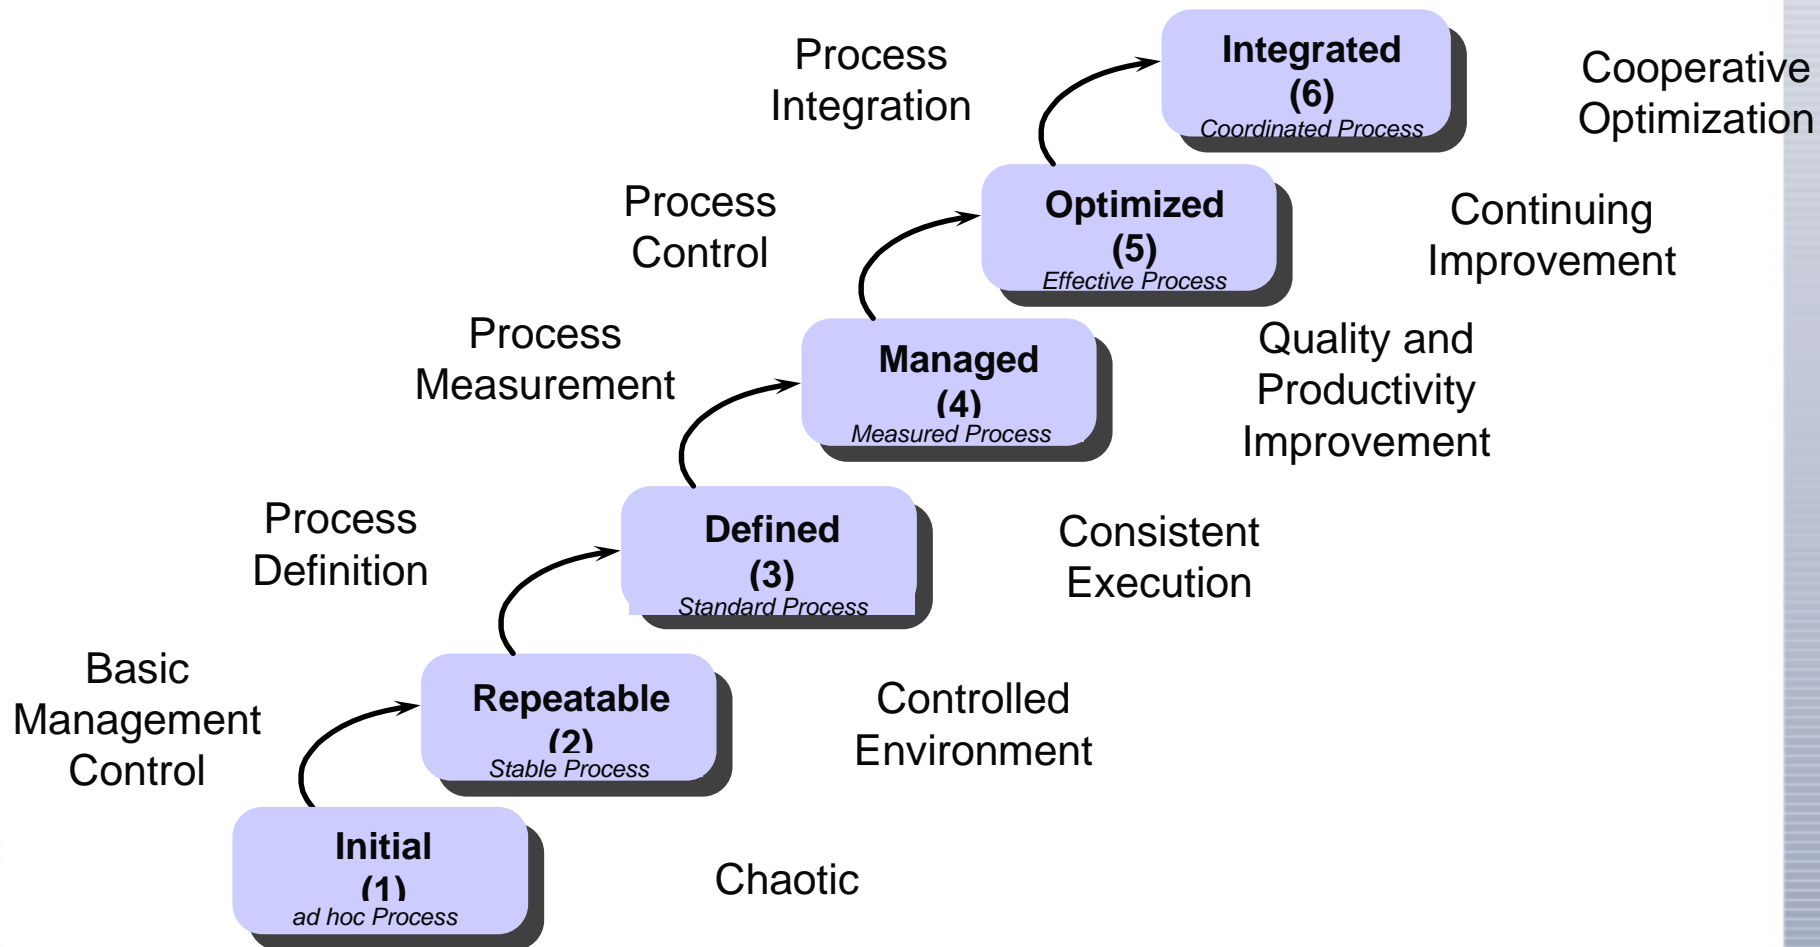 Process
Integration
Integrated
(6)
Coordinated Process
Cooperative
Optimization
Process
Control
Optimized
(5)
Effective Process
Continuing
Improvement
Process
Measurement
Managed
(4)
Measured Process
Quality and
Productivity
Improvement
Process
Definition
Defined
(3)
Standard Process
Consistent
Execution
Basic
Management
Control
Repeatable
(2)
Stable Process
Controlled
Environment
Initial
(1)
ad hoc Process
Chaotic